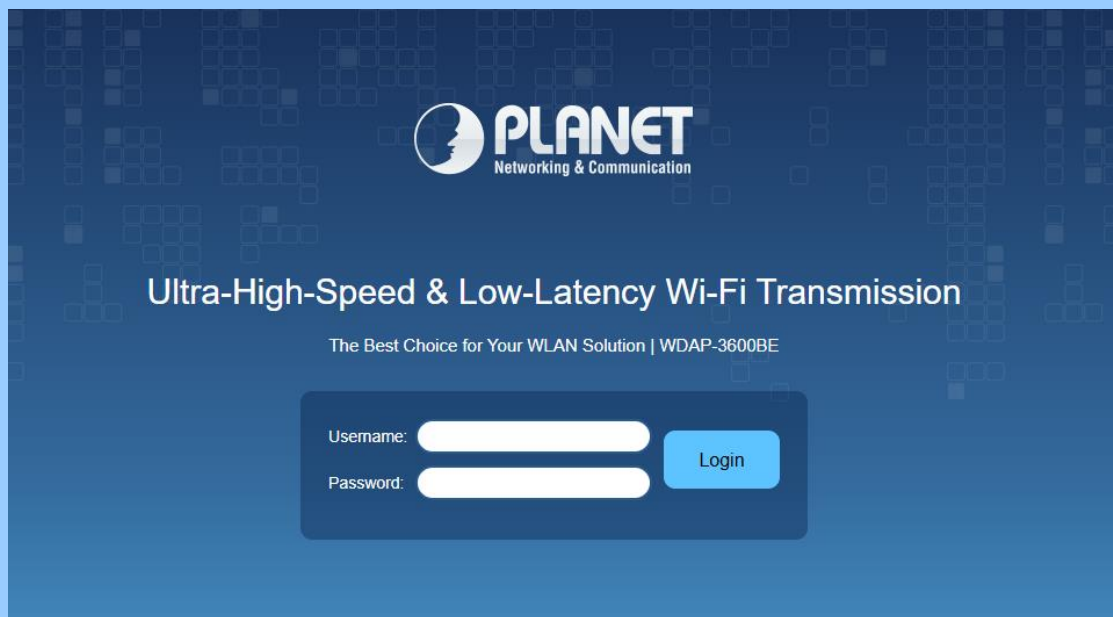 PLANET
Networking & Communication
Ultra-High-Speed & Low-Latency Wi-Fi Transmission
The Best Choice for Your WLAN Solution | WDAP-3600BE
Username:
Password:
Login